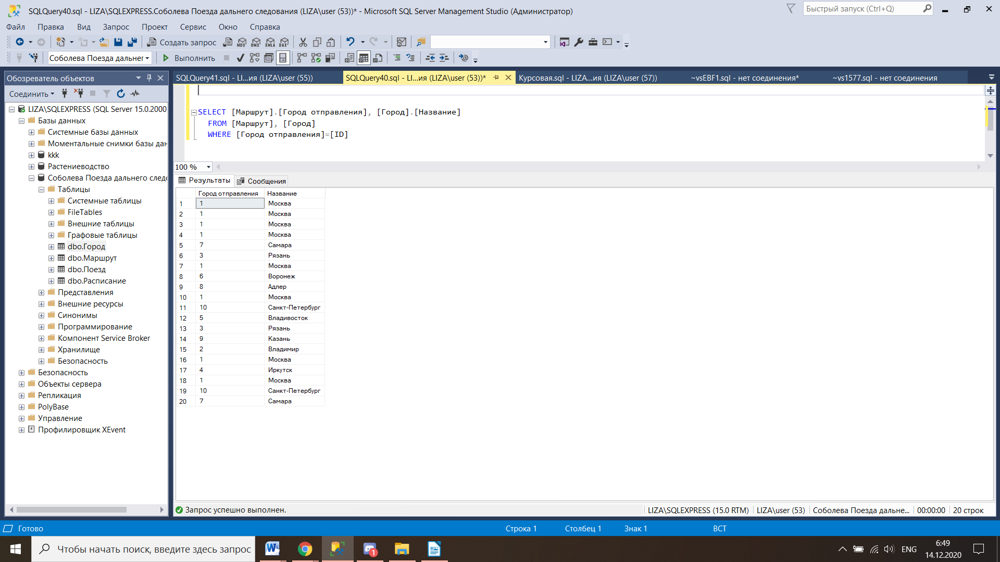 SQLQuery40.sql - LIZA\SQLEXPRESS.Соболева Поезда дальнего следования (LIZA\user (53))* - Microsoft SQL Server Management Studio (Администратор)
Быстрый запуск (Ctrl+Q)
Файл Правка Вид Запрос Проект Сервис Окно Справка
Создать запрос MDX DMX XMLA DAX
Соболева Поезда дальнег Выполнить
Обозреватель объектов
Соединить
LIZA\SQLEXPRESS (SQL Server 15.0.2000
Базы данных
Системные базы данных
Моментальные снимки базы дан
kkk
Растениеводство
Соболева Поезда дальнего след
Таблицы
Системные таблицы
FileTables
Внешние таблицы
Графовые таблицы
dbo.Город
dbo.Маршрут
dbo.Поезд
dbo.Расписание
Представления
Внешние ресурсы
Синонимы
Программирование
Компонент Service Broker
Хранилище
Безопасность
Безопасность
Объекты сервера
Репликация
PolyBase
Управление
Профилировщик XEvent
SQLQuery41.sql - LI...ия (LIZA\user (55)) SQLQuery40.sql - LI...ия (LIZA\user (53))* Курсовая.sql - LIZA...ия (LIZA\user (57)) ~vsEBF1.sql - нет соединения* ~vs1577.sql - нет соединения
SELECT [Маршрут].[Город отправления], [Город].[Название]
FROM [Маршрут], [Город]
WHERE [Город отправления]=[ID]
100 %
Результаты Сообщения
Город отправления Название
1 1 Москва
2 1 Москва
3 1 Москва
4 1 Москва
5 7 Самара
6 3 Рязань
7 1 Москва
8 6 Воронеж
9 8 Адлер
10 1 Москва
11 10 Санкт-Петербург
12 5 Владивосток
13 3 Рязань
14 9 Казань
15 2 Владимир
16 1 Москва
17 4 Иркутск
18 1 Москва
19 10 Санкт-Петербург
20 7 Самара
Запрос успешно выполнен. LIZA\SQLEXPRESS (15.0 RTM) LIZA\user (53) Соболева Поезда дальне... 00:00:00 20 строк
Готово Строка 1 Столбец 1 Знак 1 ВСТ
Чтобы начать поиск, введите здесь запрос
1
ENG
6:49
14.12.2020